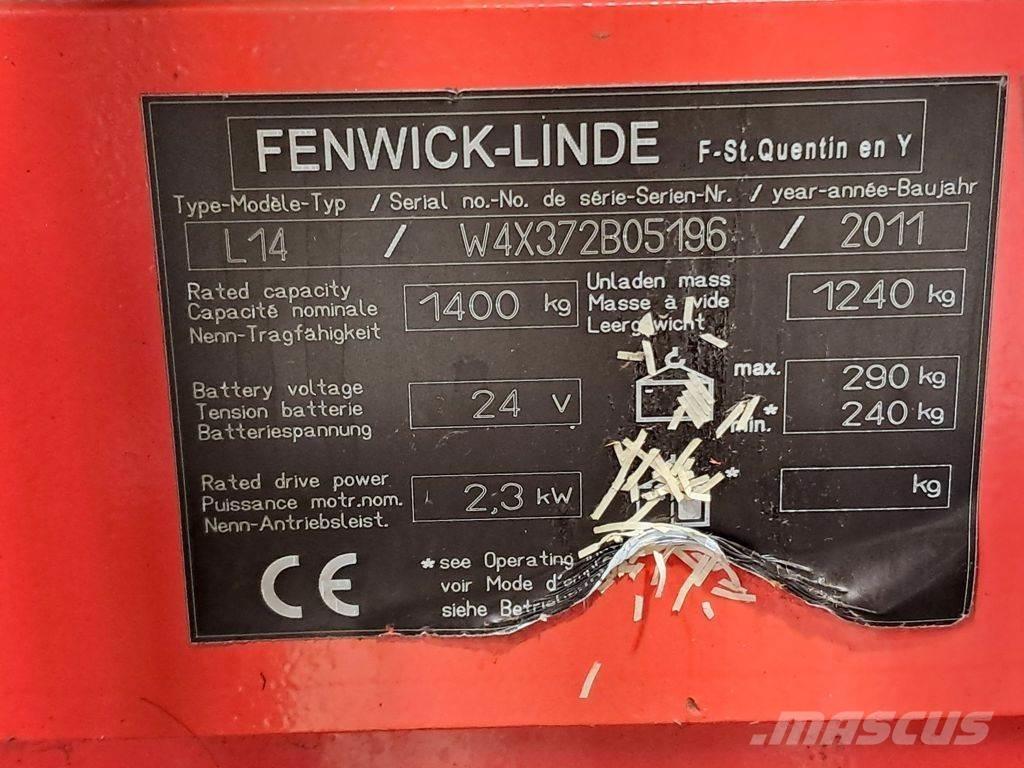 FENWICK-LINDE F-St.Quentin en Y
Type-Modèle-Typ / Serial no.-No. de série-Serien-Nr. / year-année-Baujahr
L14 / W4X372B05196 / 2011
Rated capacity
Capacité nominale
Nenn-Tragfähigkeit
1400 kg
Unladen mass
Masse à vide
Leergewicht
1240 kg
Battery voltage
Tension batterie
Batteriespannung
24 V
max. 290 kg
min.* 240 kg
Rated drive power
Puissance motr.nom.
Nenn-Antriebsleist.
2,3 kW
* kg
CE
* see Operating
voir Mode
siehe
MASCUS